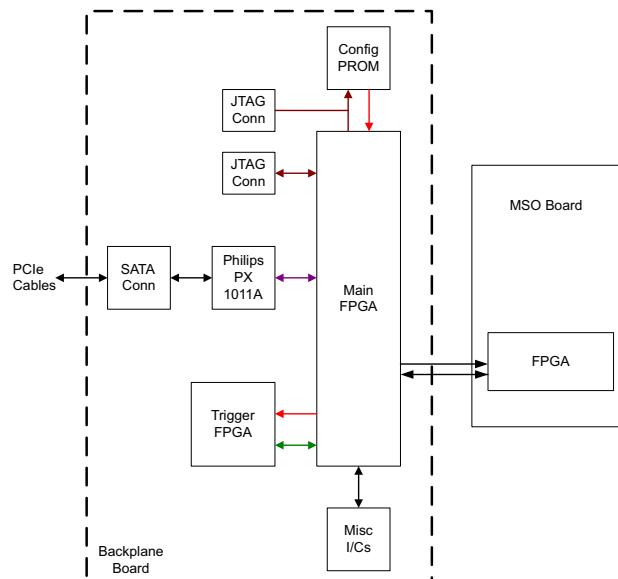 Config
PROM
JTAG
Conn
JTAG
Conn
MSO Board
PCIe
Cables
SATA
Conn
Philips
PX
1011A
Main
FPGA
FPGA
Trigger
FPGA
Misc
I/Cs
Backplane
Board